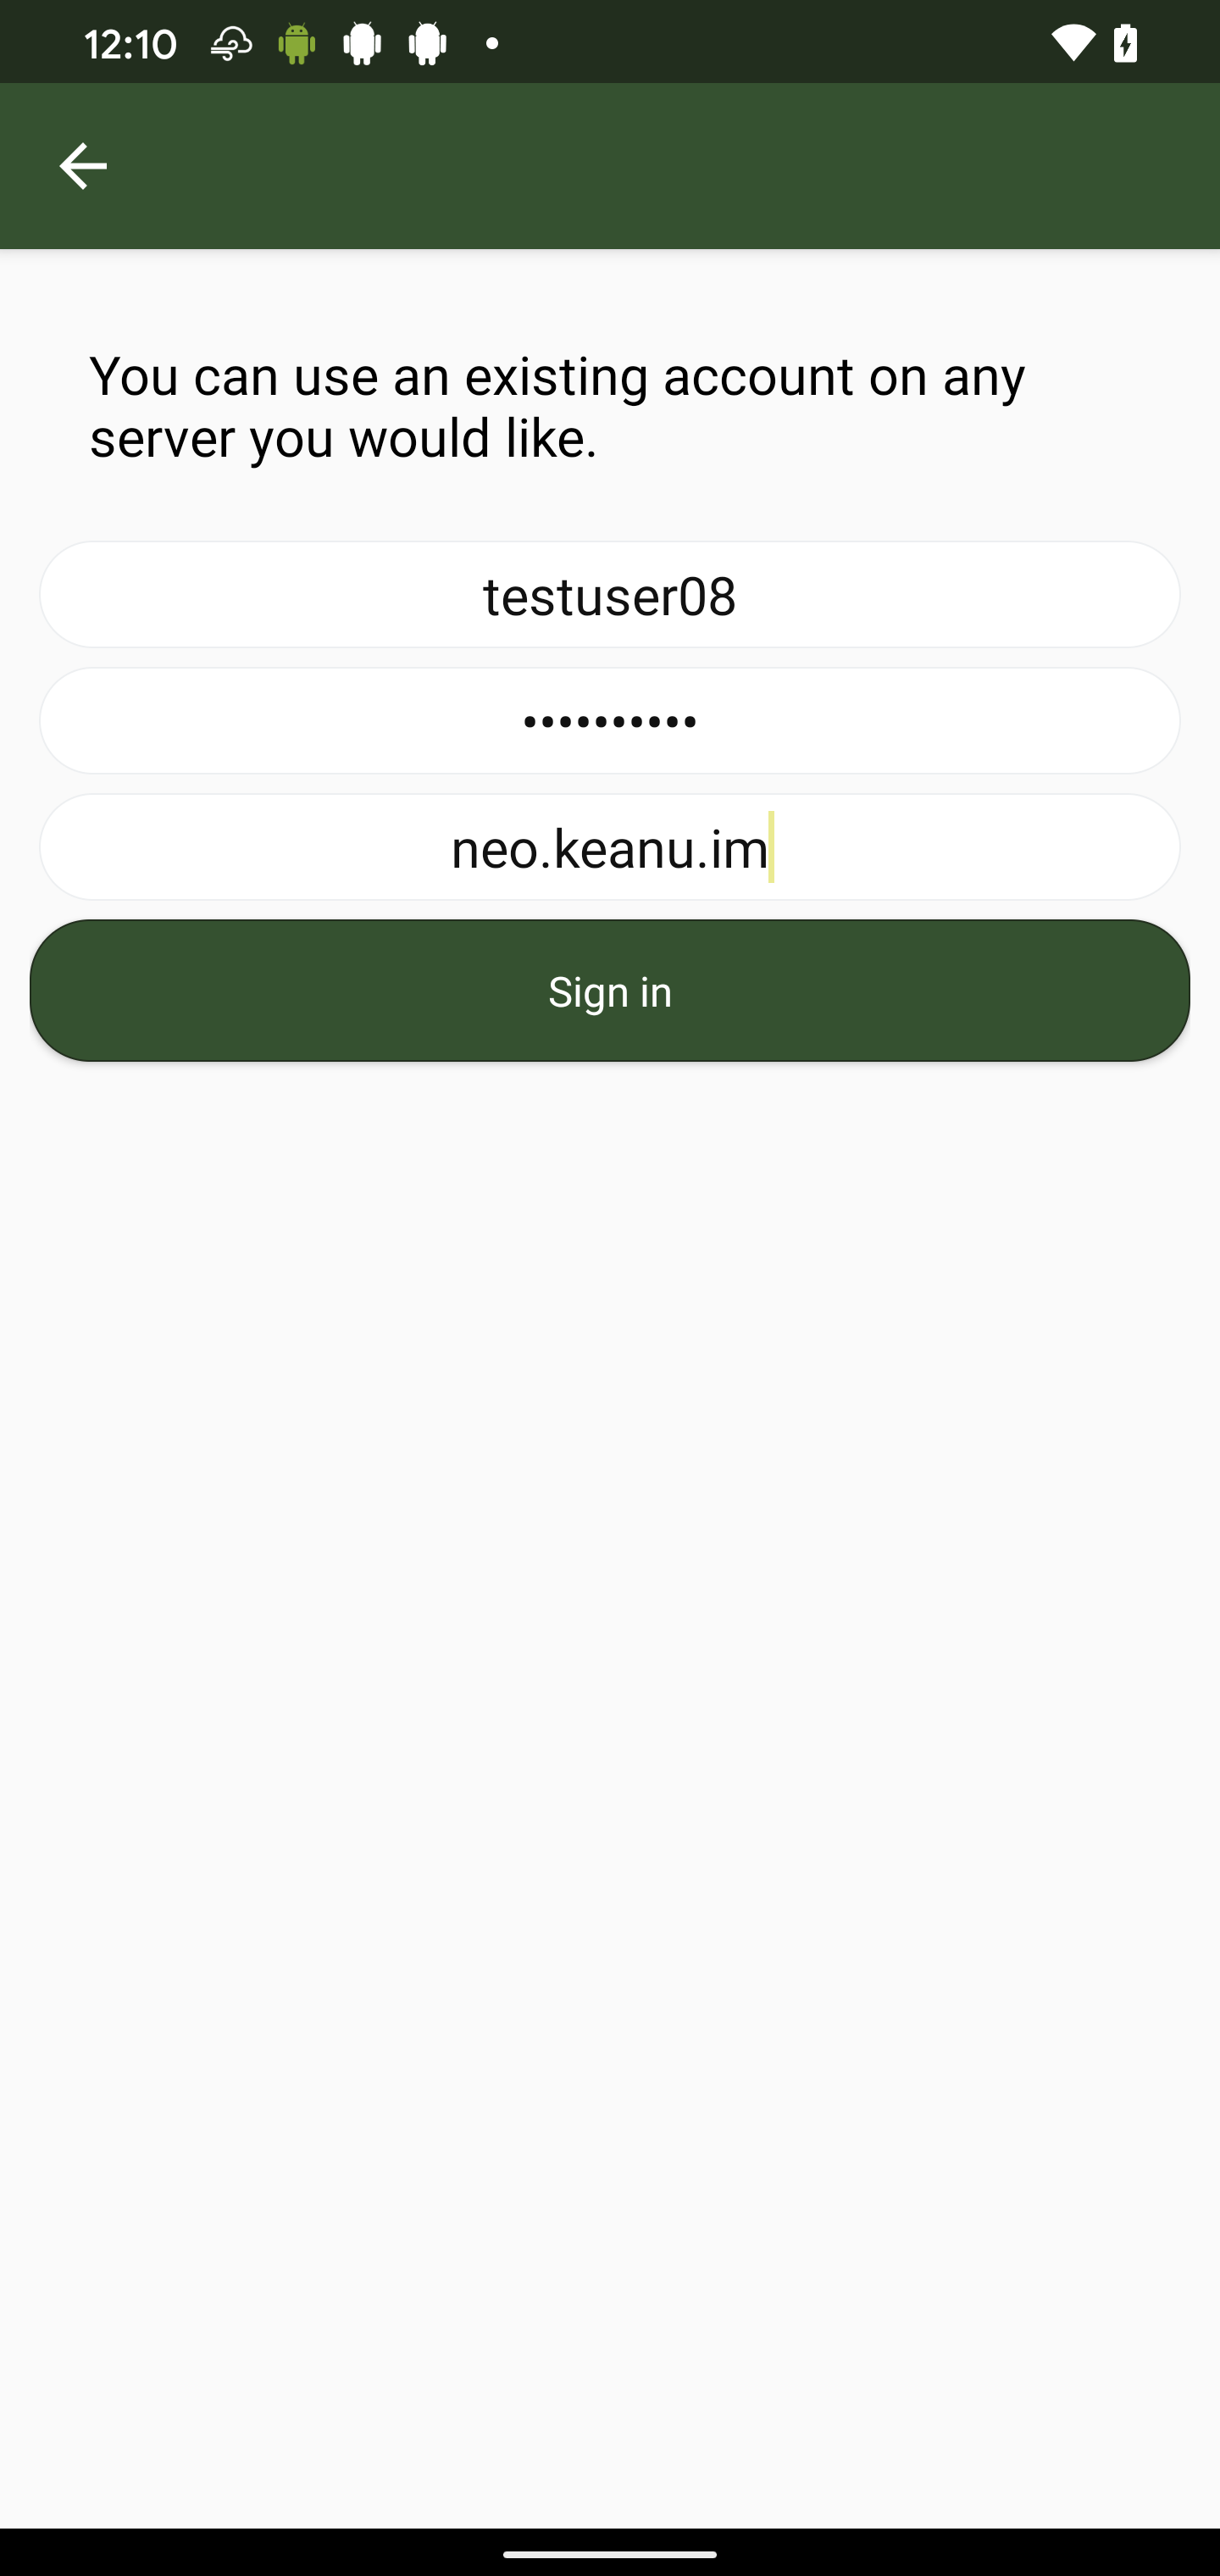 12:10
You can use an existing account on any
server you would like.
testuser08
••••••••••
neo.keanu.im
Sign in